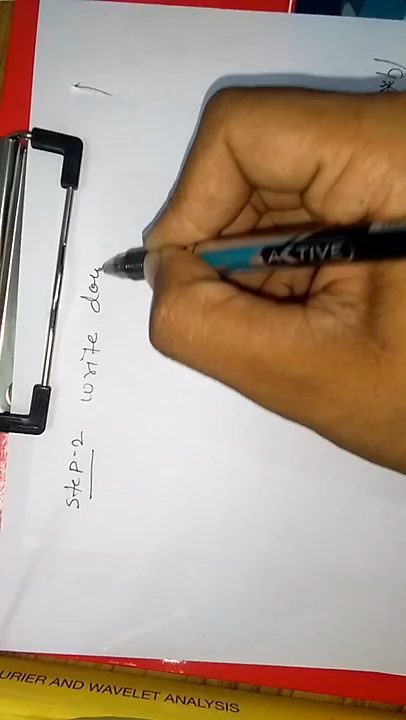 *b)
Step-2 write dow
ACTIVE
URIER AND WAVELET ANALYSIS